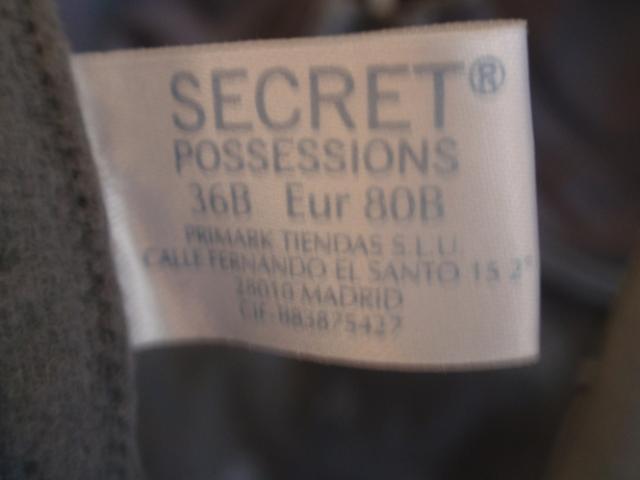 SECRET®
POSSESSIONS
36B Eur 80B
PRIMARK TIENDAS S.L.U.
CALLE FERNANDO EL SANTO 15 2°
28010 MADRID
CIF-B83875427